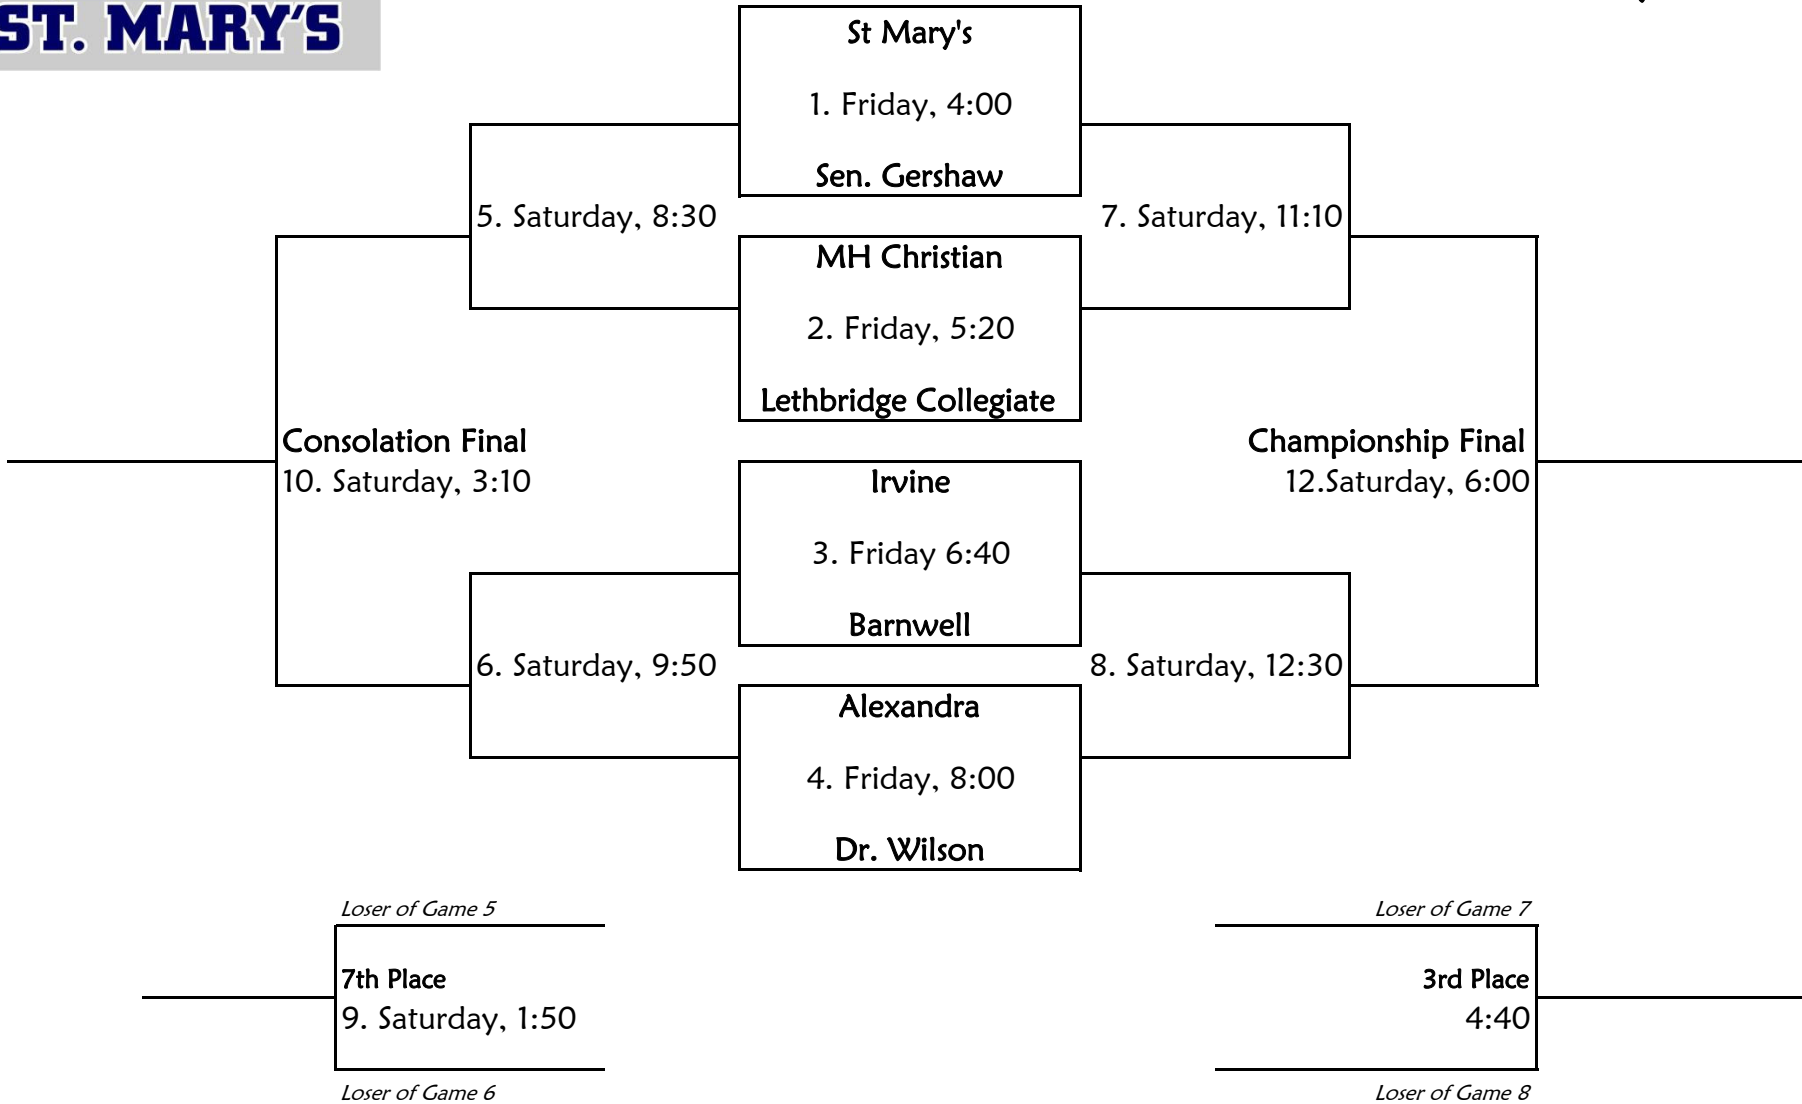 ST. MARY'S
St Mary's
1. Friday, 4:00
Sen. Gershaw
5. Saturday, 8:30
7. Saturday, 11:10
MH Christian
2. Friday, 5:20
Lethbridge Collegiate
Consolation Final
10. Saturday, 3:10
Championship Final
12.Saturday, 6:00
Irvine
3. Friday 6:40
Barnwell
6. Saturday, 9:50
8. Saturday, 12:30
Alexandra
4. Friday, 8:00
Dr. Wilson
Loser of Game 5
7th Place
9. Saturday, 1:50
Loser of Game 6
Loser of Game 7
3rd Place
4:40
Loser of Game 8